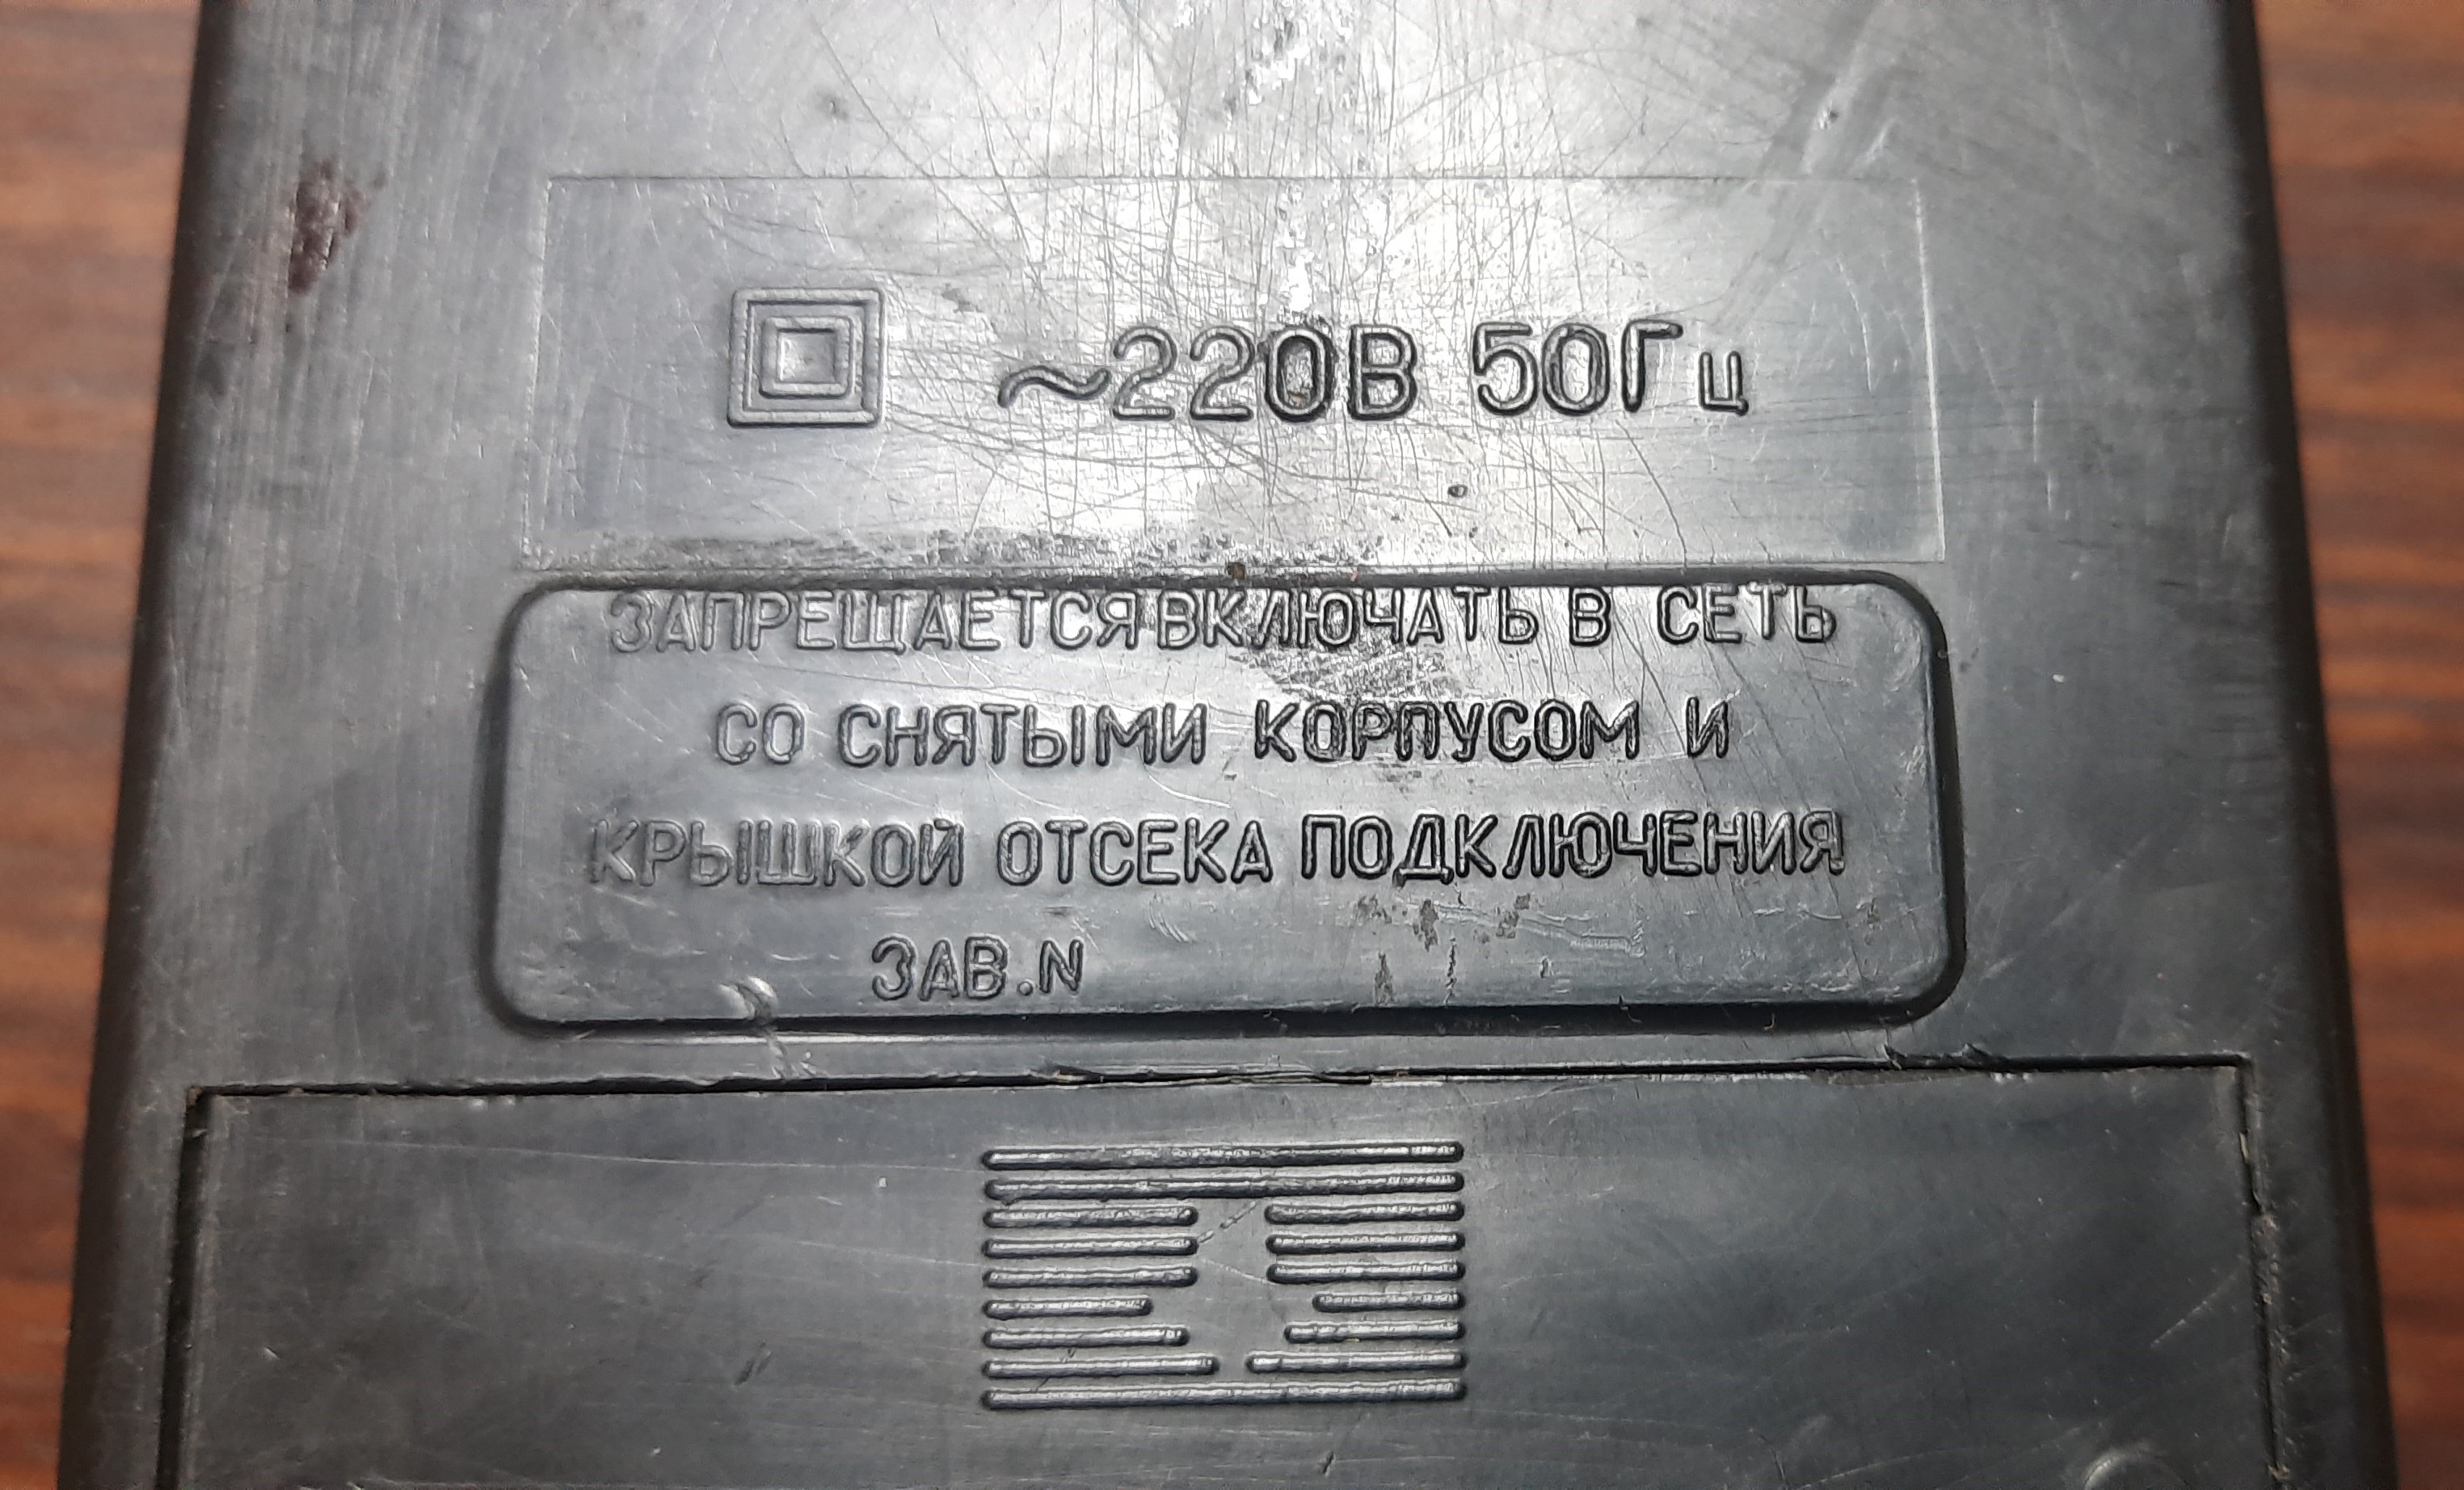 ~220В 50Гц
ЗАПРЕЩАЕТСЯ ВКЛЮЧАТЬ В СЕТЬ
СО СНЯТЫМИ КОРПУСОМ И
КРЫШКОЙ ОТСЕКА ПОДКЛЮЧЕНИЯ
ЗАВ.N